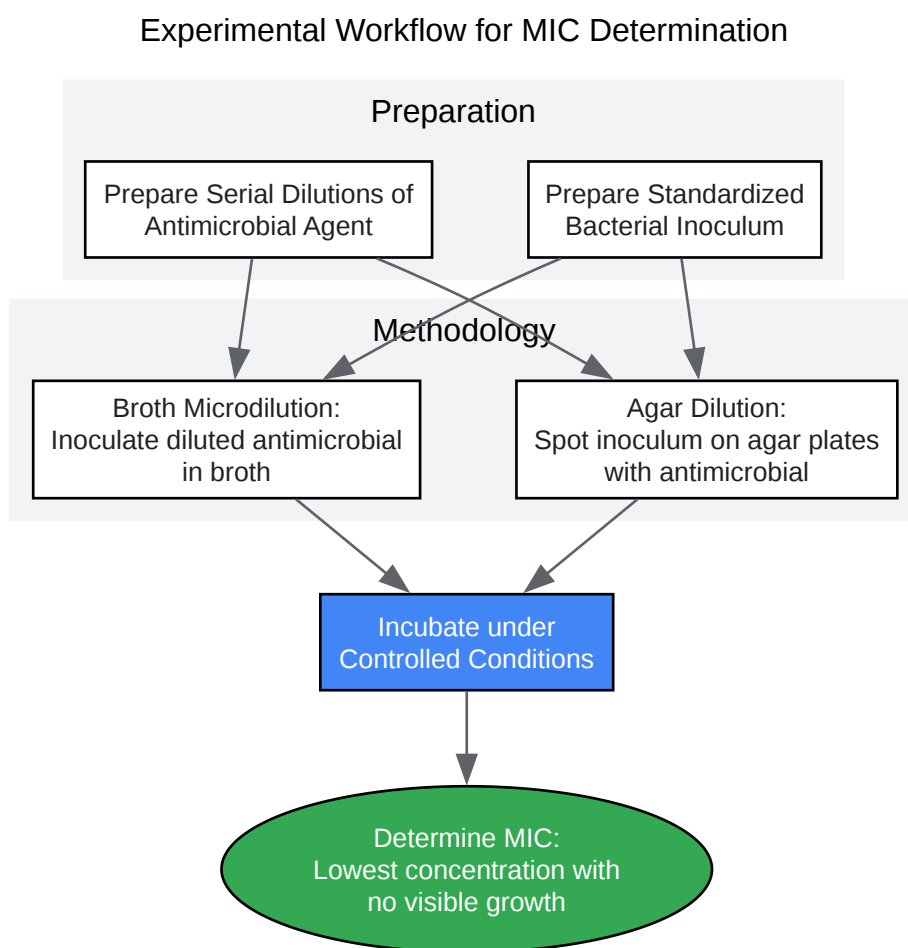 Experimental Workflow for MIC Determination
Preparation
Prepare Serial Dilutions of
Antimicrobial Agent
Prepare Standardized
Bacterial Inoculum
Methodology
Broth Microdilution:
Inoculate diluted antimicrobial
in broth
Agar Dilution:
Spot inoculum on agar plates
with antimicrobial
Incubate under
Controlled Conditions
Determine MIC:
Lowest concentration with
no visible growth